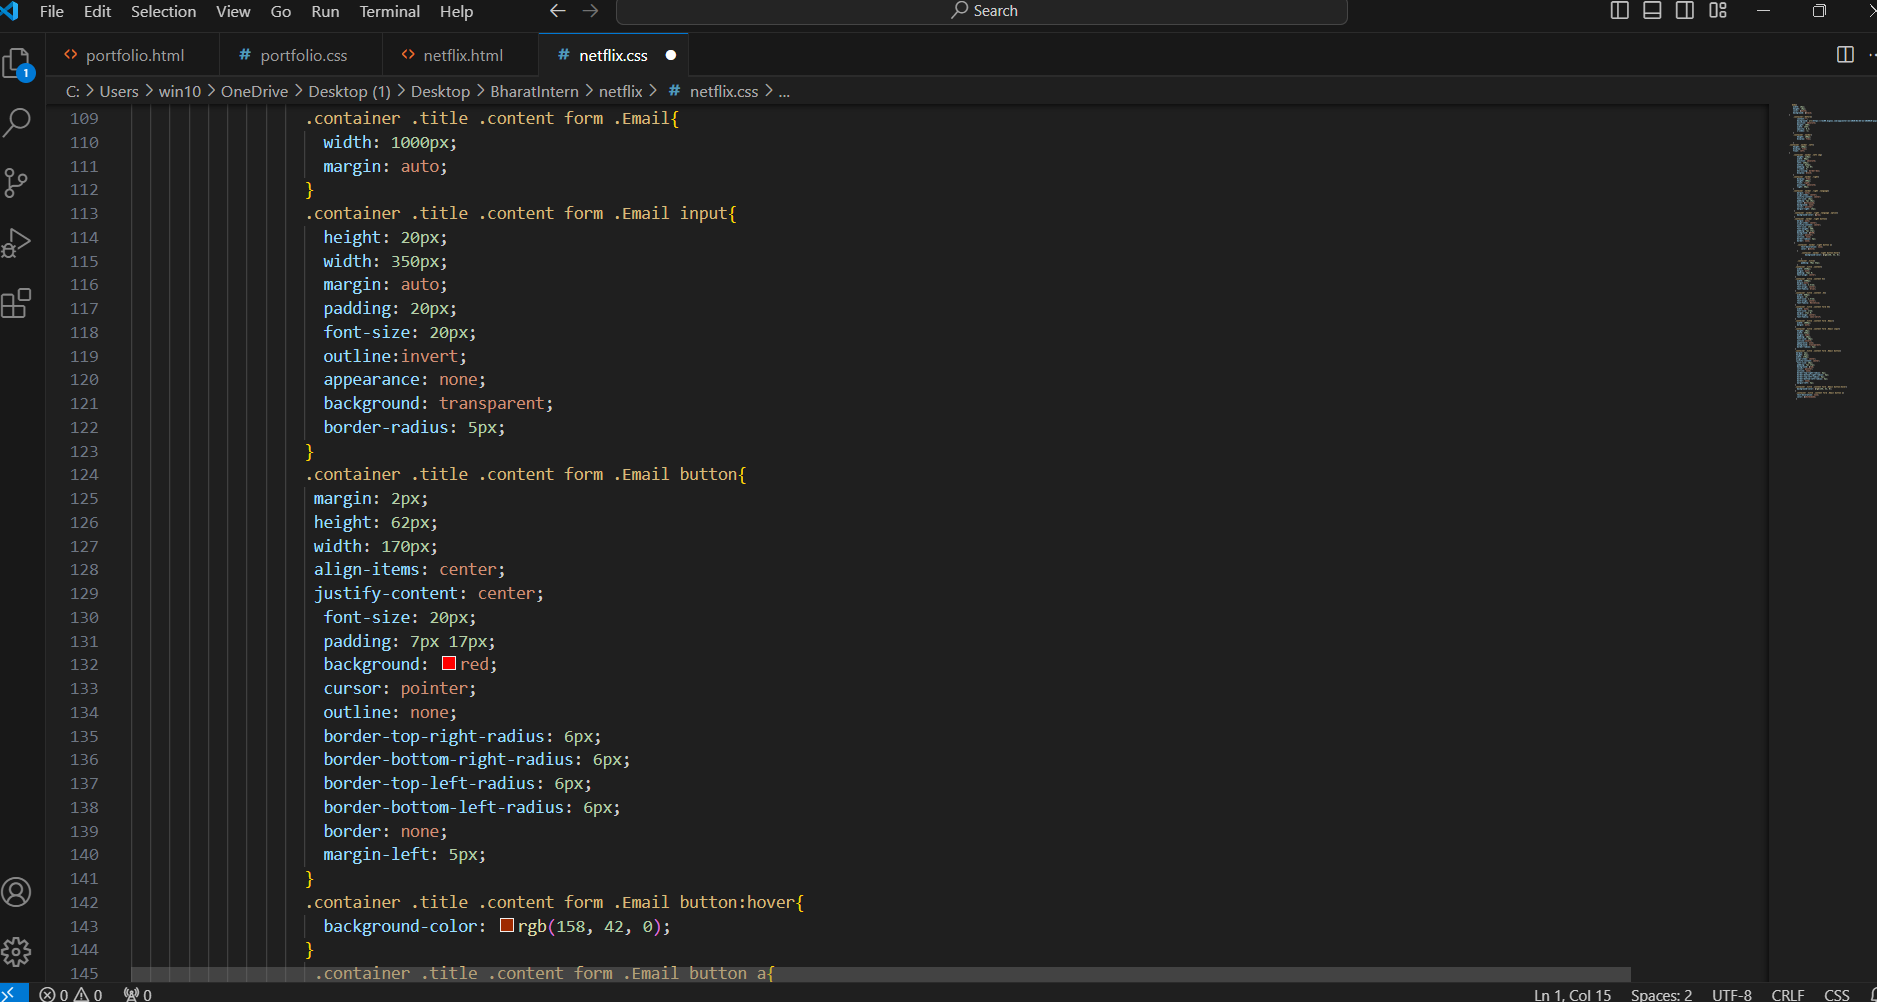 File Edit Selection View Go Run Terminal Help Search
portfolio.html # portfolio.css netflix.html # netflix.css
C: > Users > win10 > OneDrive > Desktop (1) > Desktop > BharatIntern > netflix > # netflix.css > ...
1
109 .container .title .content form .Email{
110 width: 1000px;
111 margin: auto;
112 }
113 .container .title .content form .Email input{
114 height: 20px;
115 width: 350px;
116 margin: auto;
117 padding: 20px;
118 font-size: 20px;
119 outline:invert;
120 appearance: none;
121 background: transparent;
122 border-radius: 5px;
123 }
124 .container .title .content form .Email button{
125 margin: 2px;
126 height: 62px;
127 width: 170px;
128 align-items: center;
129 justify-content: center;
130 font-size: 20px;
131 padding: 7px 17px;
132 background: red;
133 cursor: pointer;
134 outline: none;
135 border-top-right-radius: 6px;
136 border-bottom-right-radius: 6px;
137 border-top-left-radius: 6px;
138 border-bottom-left-radius: 6px;
139 border: none;
140 margin-left: 5px;
141 }
142 .container .title .content form .Email button:hover{
143 background-color: rgb(158, 42, 0);
144 }
145 .container .title .content form .Email button a{
0 0 0 Ln 1, Col 15 Spaces: 2 UTF-8 CRLF CSS